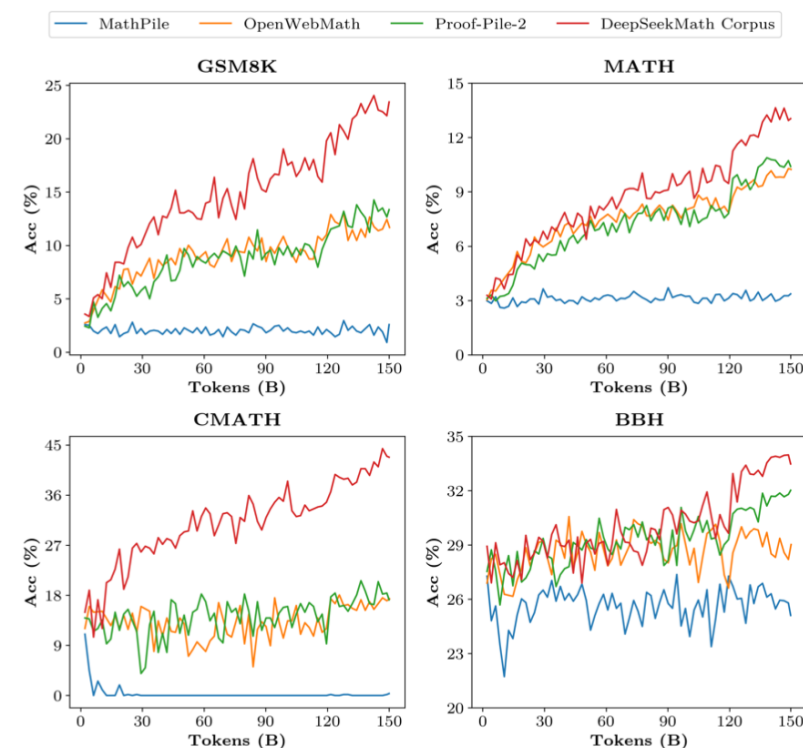 MathPile OpenWebMath Proof-Pile-2 DeepSeekMath Corpus
GSM8K
25
20
15
10
5
0
Acc (%)
0 30 60 90 120 150
Tokens (B)
MATH
15
12
9
6
3
0
Acc (%)
0 30 60 90 120 150
Tokens (B)
CMATH
45
36
27
18
9
0
Acc (%)
0 30 60 90 120 150
Tokens (B)
BBH
35
32
29
26
23
20
Acc (%)
0 30 60 90 120 150
Tokens (B)